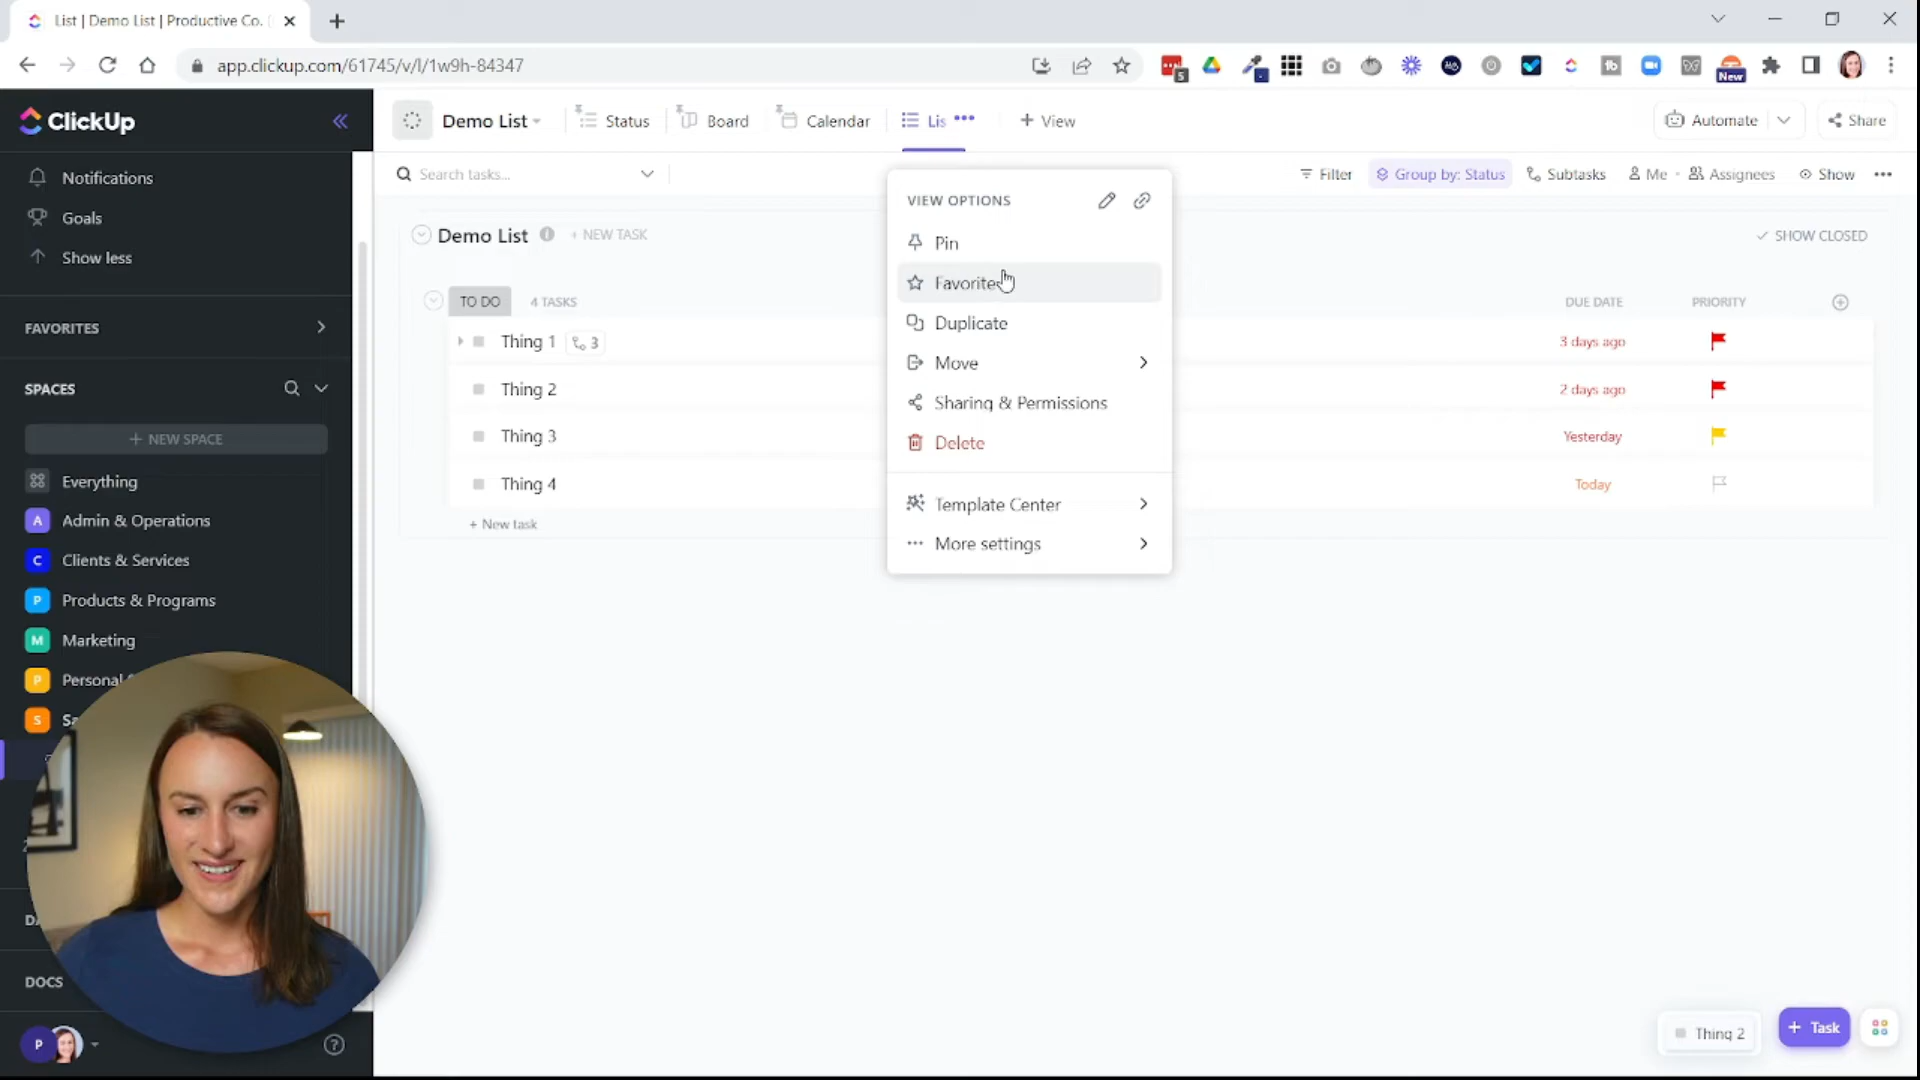 List | Demo List | Productive Co.
app.clickup.com/61745/v/l/1w9h-84347
5
New
ClickUp
Demo List
Status
Board
Calendar
Lis
+ View
Automate
Share
Notifications
Search tasks...
Filter
Group by: Status
Subtasks
Me
Assignees
Show
Goals
Show less
VIEW OPTIONS
Pin
Favorite
Duplicate
Move
Sharing & Permissions
Delete
Template Center
More settings
Demo List
+ NEW TASK
SHOW CLOSED
TO DO
4 TASKS
DUE DATE
PRIORITY
Thing 1
3
3 days ago
Thing 2
2 days ago
Thing 3
Yesterday
Thing 4
Today
+ New task
FAVORITES
SPACES
+ NEW SPACE
Everything
A Admin & Operations
C Clients & Services
P Products & Programs
M Marketing
P Personal
S Sa
DOCS
P
?
Thing 2
+ Task